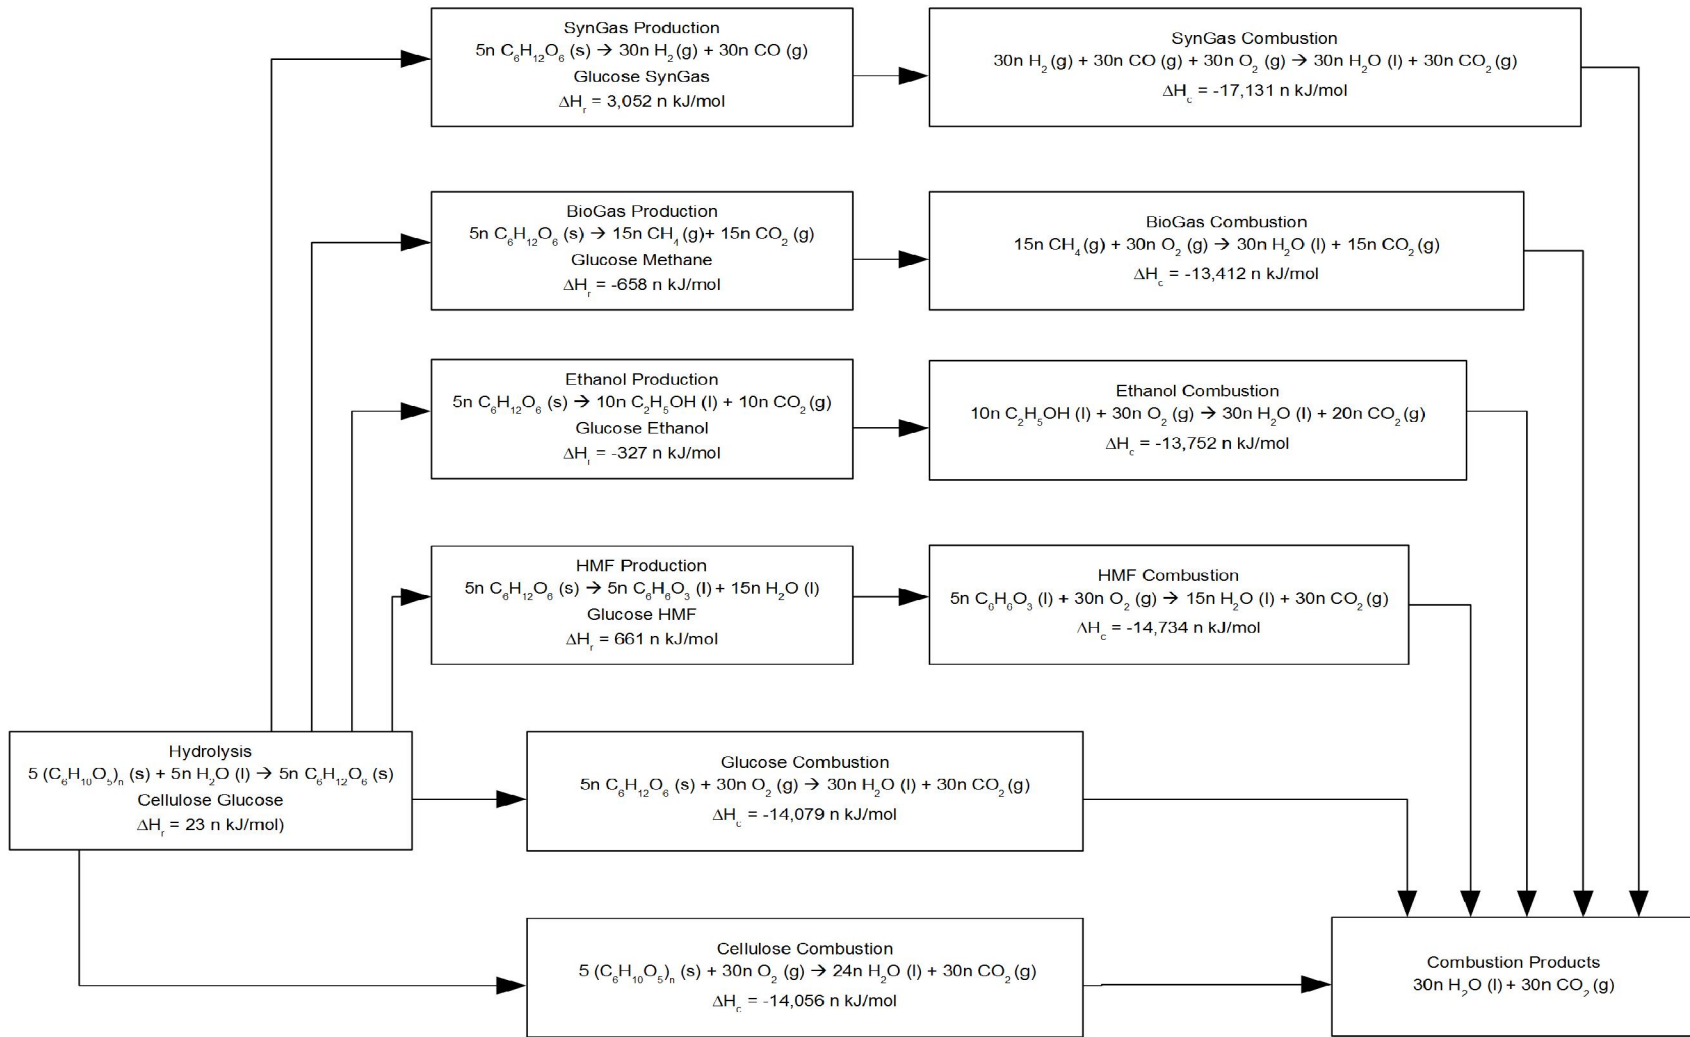 SynGas Production
5n C₆H₁₂O₆ (s) → 30n H₂ (g) + 30n CO (g)
Glucose SynGas
ΔHᵣ = 3,052 n kJ/mol
SynGas Combustion
30n H₂ (g) + 30n CO (g) + 30n O₂ (g) → 30n H₂O (l) + 30n CO₂ (g)
ΔH꜀ = -17,131 n kJ/mol
BioGas Production
5n C₆H₁₂O₆ (s) → 15n CH₄ (g)+ 15n CO₂ (g)
Glucose Methane
ΔHᵣ = -658 n kJ/mol
BioGas Combustion
15n CH₄ (g) + 30n O₂ (g) → 30n H₂O (l) + 15n CO₂ (g)
ΔH꜀ = -13,412 n kJ/mol
Ethanol Production
5n C₆H₁₂O₆ (s) → 10n C₂H₅OH (l) + 10n CO₂ (g)
Glucose Ethanol
ΔHᵣ = -327 n kJ/mol
Ethanol Combustion
10n C₂H₅OH (l) + 30n O₂ (g) → 30n H₂O (l) + 20n CO₂ (g)
ΔH꜀ = -13,752 n kJ/mol
HMF Production
5n C₆H₁₂O₆ (s) → 5n C₆H₆O₃ (l) + 15n H₂O (l)
Glucose HMF
ΔHᵣ = 661 n kJ/mol
HMF Combustion
5n C₆H₆O₃ (l) + 30n O₂ (g) → 15n H₂O (l) + 30n CO₂ (g)
ΔH꜀ = -14,734 n kJ/mol
Hydrolysis
5 (C₆H₁₀O₅)ₙ (s) + 5n H₂O (l) → 5n C₆H₁₂O₆ (s)
Cellulose Glucose
ΔHᵣ = 23 n kJ/mol)
Glucose Combustion
5n C₆H₁₂O₆ (s) + 30n O₂ (g) → 30n H₂O (l) + 30n CO₂ (g)
ΔH꜀ = -14,079 n kJ/mol
Cellulose Combustion
5 (C₆H₁₀O₅)ₙ (s) + 30n O₂ (g) → 24n H₂O (l) + 30n CO₂ (g)
ΔH꜀ = -14,056 n kJ/mol
Combustion Products
30n H₂O (l) + 30n CO₂ (g)